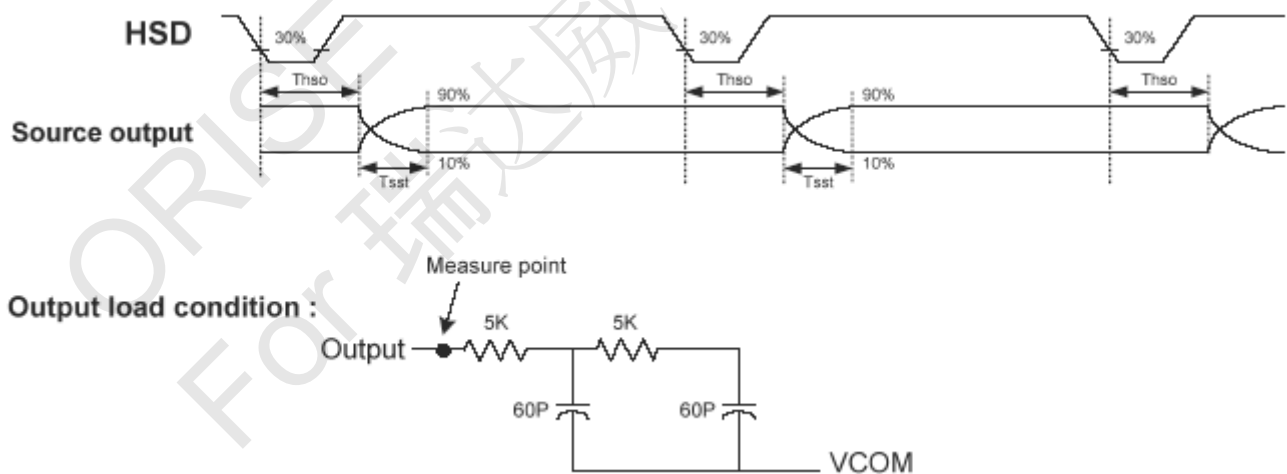 HSD
30%
30%
30%
Thso
Thso
Thso
90%
90%
Source output
10%
10%
Tsst
Tsst
Measure point
Output load condition :
5K
5K
Output
60P
60P
VCOM
ORISE
For 瑞达威